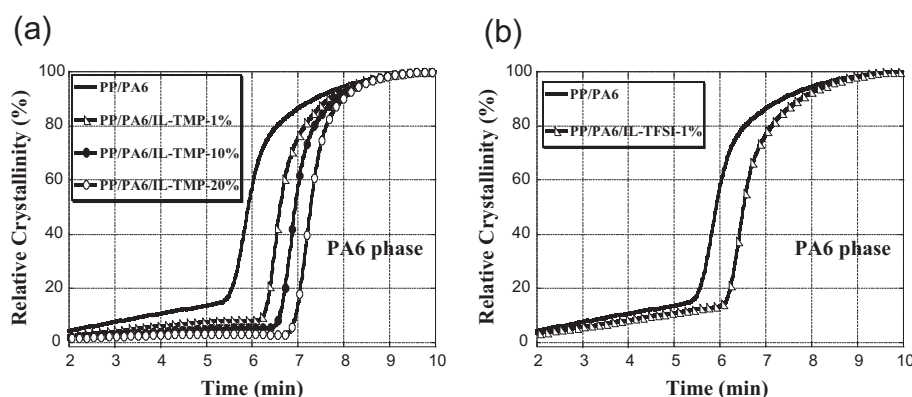 (a)
100
80
60
40
20
0
Relative Crystallinity (%)
PP/PA6
PP/PA6/IL-TMP-1%
PP/PA6/IL-TMP-10%
PP/PA6/IL-TMP-20%
PA6 phase
2 3 4 5 6 7 8 9 10
Time (min)
(b)
100
80
60
40
20
0
Relative Crystallinity (%)
PP/PA6
PP/PA6/IL-TFSI-1%
PA6 phase
2 3 4 5 6 7 8 9 10
Time (min)